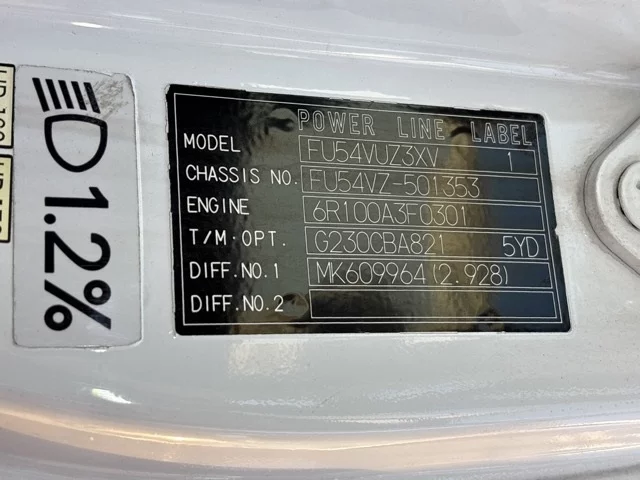 POWER LINE LABEL
MODEL FU54VUZ3XV 1
CHASSIS NO. FU54VZ-501353
ENGINE 6R100A3F0301
T/M·OPT. G230CBA821 5YD
DIFF.NO.1 MK609964(2.928)
DIFF.NO.2
1.2%